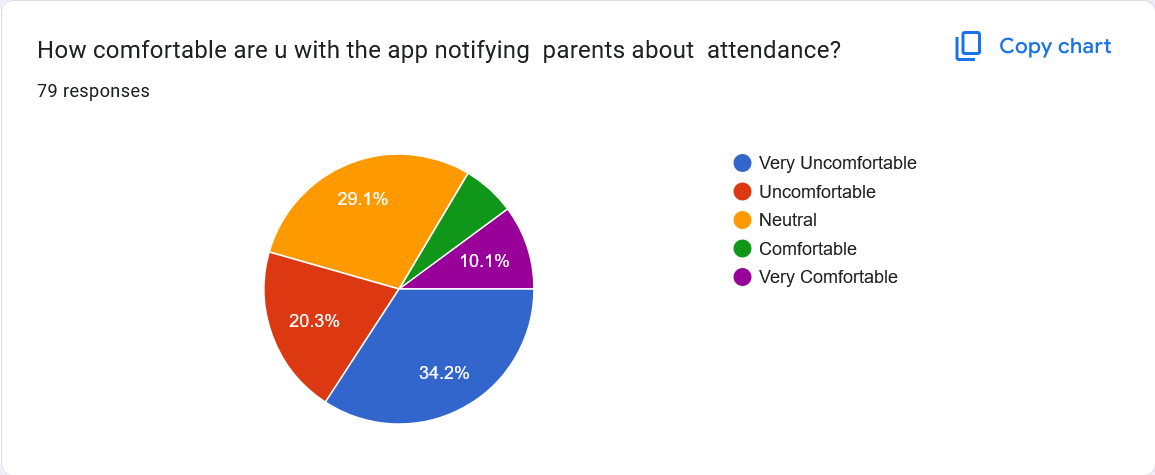 How comfortable are u with the app notifying  parents about  attendance?
Copy chart
79 responses
29.1%
10.1%
20.3%
34.2%
Very Uncomfortable
Uncomfortable
Neutral
Comfortable
Very Comfortable